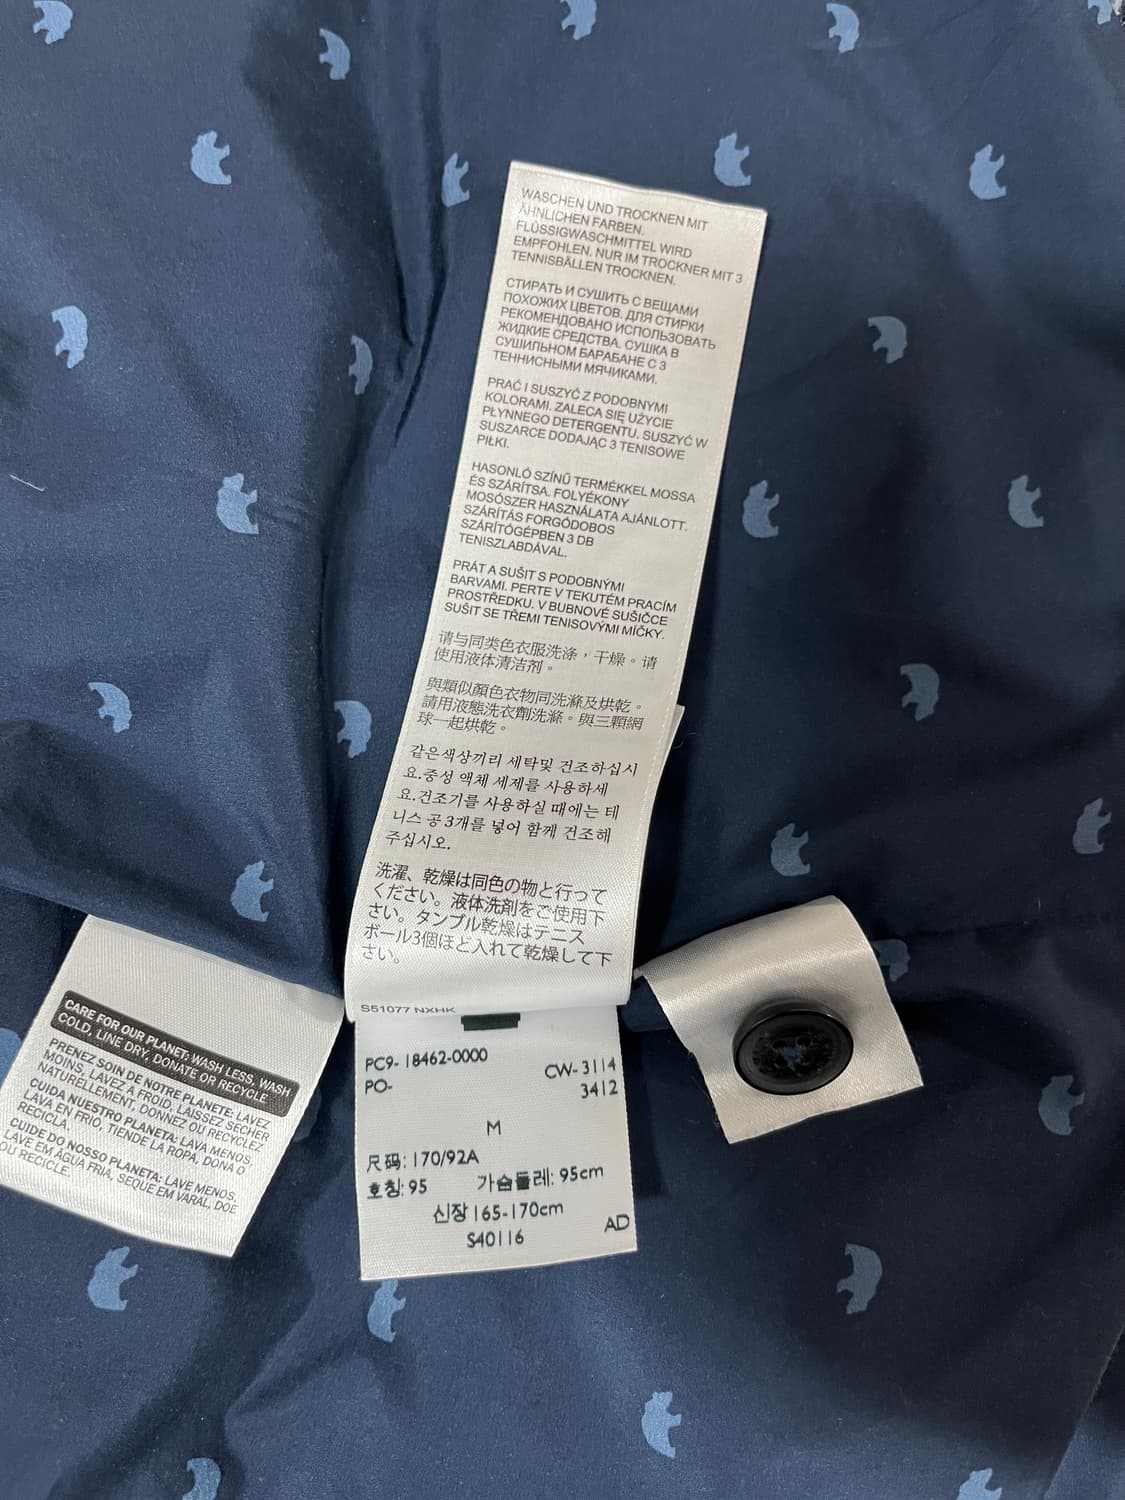 WASCHEN UND TROCKNEN MIT
ÄHNLICHEN FARBEN.
FLÜSSIGWASCHMITTEL WIRD
EMPFOHLEN. NUR IM TROCKNER MIT 3
TENNISBÄLLEN TROCKNEN.
СТИРАТЬ И СУШИТЬ С ВЕЩАМИ
ПОХОЖИХ ЦВЕТОВ. ДЛЯ СТИРКИ
РЕКОМЕНДОВАНО ИСПОЛЬЗОВАТЬ
ЖИДКИЕ СРЕДСТВА. СУШКА В
СУШИЛЬНОМ БАРАБАНЕ С 3
ТЕННИСНЫМИ МЯЧИКАМИ.
PRAĆ I SUSZYĆ Z PODOBNYMI
KOLORAMI. ZALECA SIĘ UŻYCIE
PŁYNNEGO DETERGENTU. SUSZYĆ W
SUSZARCE DODAJĄC 3 TENISOWE
PIŁKI.
HASONLÓ SZÍNŰ TERMÉKKEL MOSSA
ÉS SZÁRÍTSA. FOLYÉKONY
MOSÓSZER HASZNÁLATA AJÁNLOTT.
SZÁRÍTÁS FORGÓDOBOS
SZÁRÍTÓGÉPBEN 3 DB
TENISZLABDÁVAL.
PRÁT A SUŠIT S PODOBNÝMI
BARVAMI. PERTE V TEKUTÉM PRACÍM
PROSTŘEDKU. V BUBNOVÉ SUŠIČCE
SUŠIT SE TŘEMI TENISOVÝMI MÍČKY.
请与同类色衣服洗涤，干燥。请
使用液体清洁剂。
與類似顏色衣物同洗滌及烘乾。
請用液態洗衣劑洗滌。與三顆網
球一起烘乾。
같은색상끼리 세탁및 건조하십시
요.중성 액체 세제를 사용하세
요.건조기를 사용하실 때에는 테
니스 공3개를 넣어 함께 건조해
주십시오.
洗濯、乾燥は同色の物と行って
ください。液体洗剤をご使用下
さい。タンブル乾燥はテニス
ボール3個ほど入れて乾燥して下
さい。
S51077 NXHK
PC9- 18462-0000
PO-
CW- 3114
3412
M
尺码: 170/92A
호칭: 95 가슴둘레: 95cm
신장 165-170cm
S40116
AD
CARE FOR OUR PLANET: WASH LESS, WASH
COLD, LINE DRY, DONATE OR RECYCLE
PRENEZ SOIN DE NOTRE PLANETE: LAVEZ
MOINS, LAVEZ À FROID, LAISSEZ SÉCHER
NATURELLEMENT, DONNEZ OU RECYCLEZ
CUIDA NUESTRO PLANETA: LAVA MENOS,
LAVA EN FRIO, TIENDE LA ROPA, DONA O
RECICLA.
CUIDE DO NOSSO PLANETA: LAVE MENOS,
LAVE EM ÁGUA FRIA, SEQUE EM VARAL, DOE
OU RECICLE.